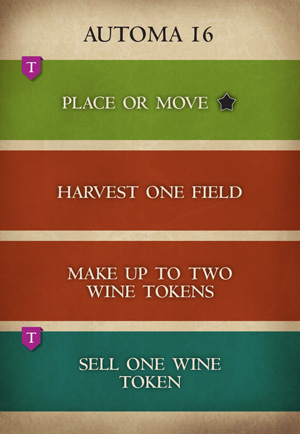 AUTOMA 16
T
PLACE OR MOVE
HARVEST ONE FIELD
MAKE UP TO TWO
WINE TOKENS
T
SELL ONE WINE
TOKEN